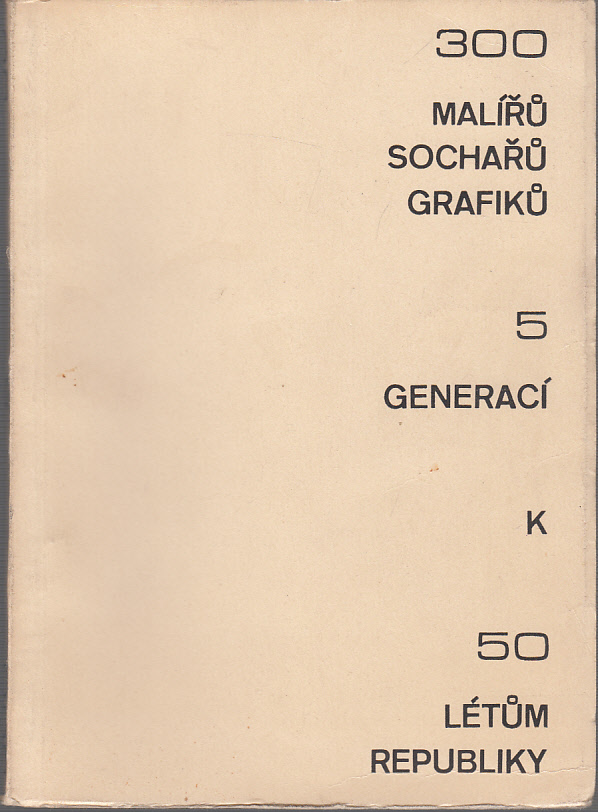 300
MALÍŘŮ
SOCHAŘŮ
GRAFIKŮ
5
GENERACÍ
K
50
LÉTŮM
REPUBLIKY